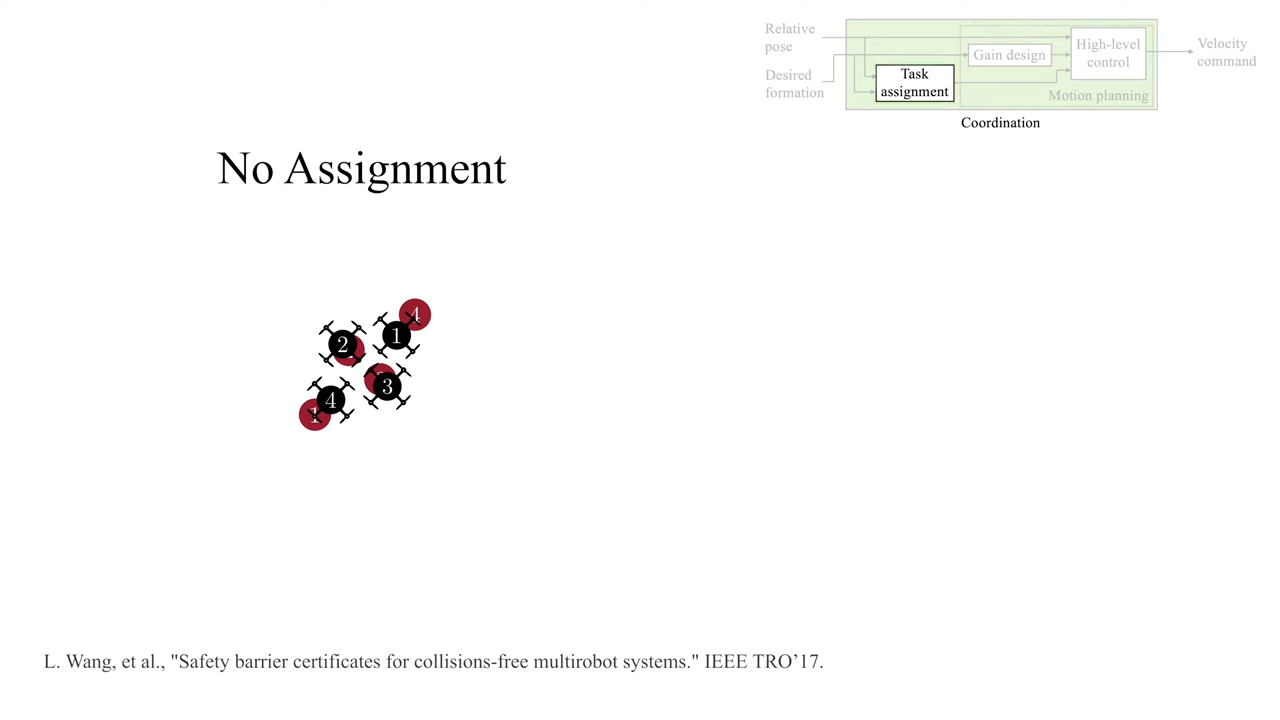 Relative
pose
Desired
formation
Task
assignment
Gain design
High-level
control
Motion planning
Velocity
command
Coordination
No Assignment
4
1
2
3
4
1
L. Wang, et al., "Safety barrier certificates for collisions-free multirobot systems." IEEE TRO’17.